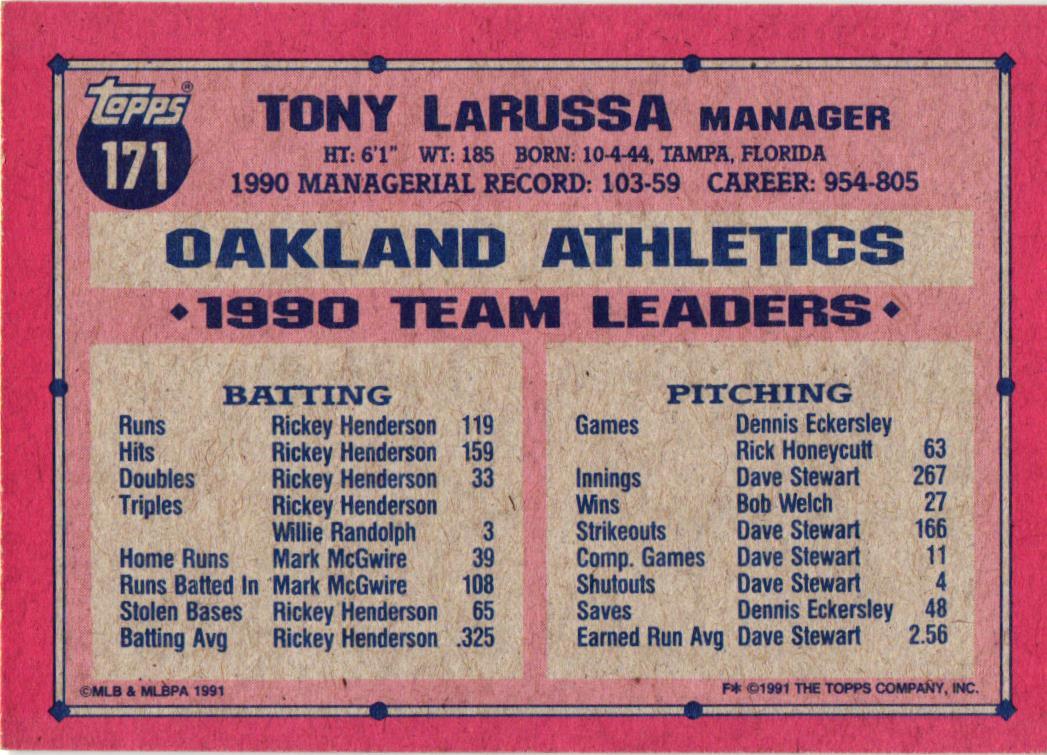 Topps®
171
TONY LaRUSSA MANAGER
HT: 6'1" WT: 185 BORN: 10-4-44, TAMPA, FLORIDA
1990 MANAGERIAL RECORD: 103-59 CAREER: 954-805
OAKLAND ATHLETICS
1990 TEAM LEADERS
BATTING
Runs Rickey Henderson 119
Hits Rickey Henderson 159
Doubles Rickey Henderson 33
Triples Rickey Henderson
Willie Randolph 3
Home Runs Mark McGwire 39
Runs Batted In Mark McGwire 108
Stolen Bases Rickey Henderson 65
Batting Avg Rickey Henderson .325
PITCHING
Games Dennis Eckersley
Rick Honeycutt 63
Innings Dave Stewart 267
Wins Bob Welch 27
Strikeouts Dave Stewart 166
Comp. Games Dave Stewart 11
Shutouts Dave Stewart 4
Saves Dennis Eckersley 48
Earned Run Avg Dave Stewart 2.56
©MLB & MLBPA 1991
F* ©1991 THE TOPPS COMPANY, INC.